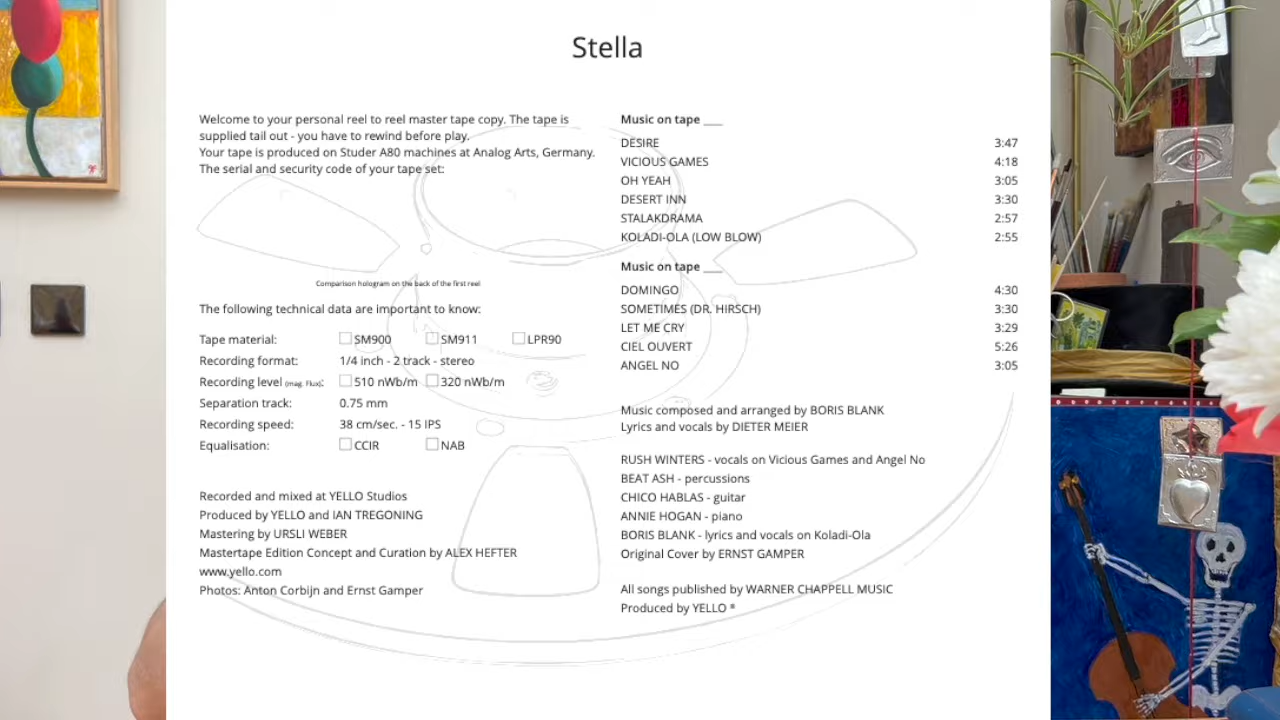 Stella
Welcome to your personal reel to reel master tape copy. The tape is
supplied tail out - you have to rewind before play.
Your tape is produced on Studer A80 machines at Analog Arts, Germany.
The serial and security code of your tape set:
Comparison hologram on the back of the first reel
The following technical data are important to know:
Tape material: SM900 SM911 LPR90
Recording format: 1/4 inch - 2 track - stereo
Recording level (mag. Flux): 510 nWb/m 320 nWb/m
Separation track: 0.75 mm
Recording speed: 38 cm/sec. - 15 IPS
Equalisation: CCIR NAB
Recorded and mixed at YELLO Studios
Produced by YELLO and IAN TREGONING
Mastering by URSLI WEBER
Mastertape Edition Concept and Curation by ALEX HEFTER
www.yello.com
Photos: Anton Corbijn and Ernst Gamper
Music on tape ___
DESIRE 3:47
VICIOUS GAMES 4:18
OH YEAH 3:05
DESERT INN 3:30
STALAKDRAMA 2:57
KOLADI-OLA (LOW BLOW) 2:55
Music on tape ___
DOMINGO 4:30
SOMETIMES (DR. HIRSCH) 3:30
LET ME CRY 3:29
CIEL OUVERT 5:26
ANGEL NO 3:05
Music composed and arranged by BORIS BLANK
Lyrics and vocals by DIETER MEIER
RUSH WINTERS - vocals on Vicious Games and Angel No
BEAT ASH - percussions
CHICO HABLAS - guitar
ANNIE HOGAN - piano
BORIS BLANK - lyrics and vocals on Koladi-Ola
Original Cover by ERNST GAMPER
All songs published by WARNER CHAPPELL MUSIC
Produced by YELLO ®